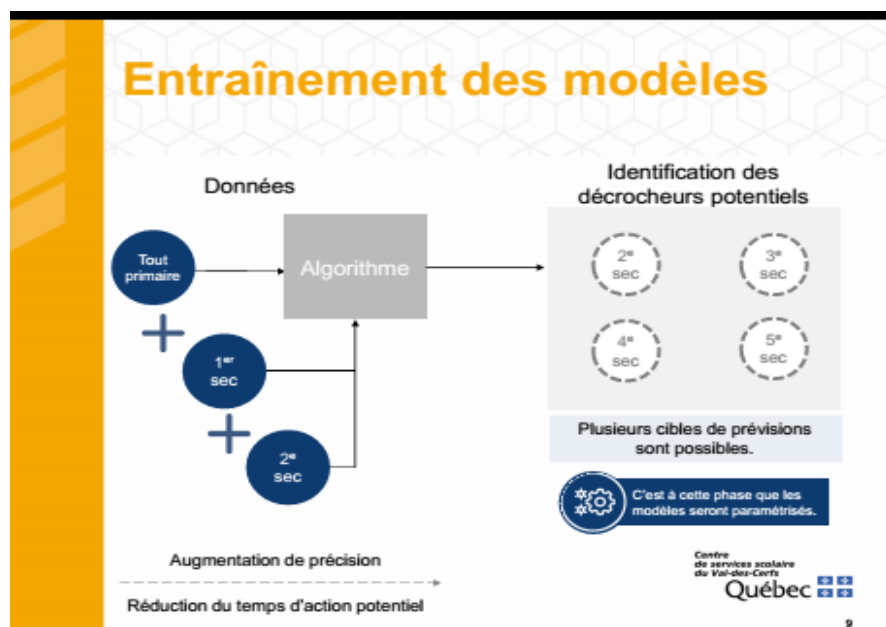 Entraînement des modèles
Données
Identification des
décrocheurs potentiels
Tout
primaire
Algorithme
1er
sec
2e
sec
2e
sec
3e
sec
4e
sec
5e
sec
Plusieurs cibles de prévisions
sont possibles.
C'est à cette phase que les
modèles seront paramétrisés.
Augmentation de précision
Réduction du temps d'action potentiel
Centre
de services scolaire
du Val-des-Cerfs
Québec
9